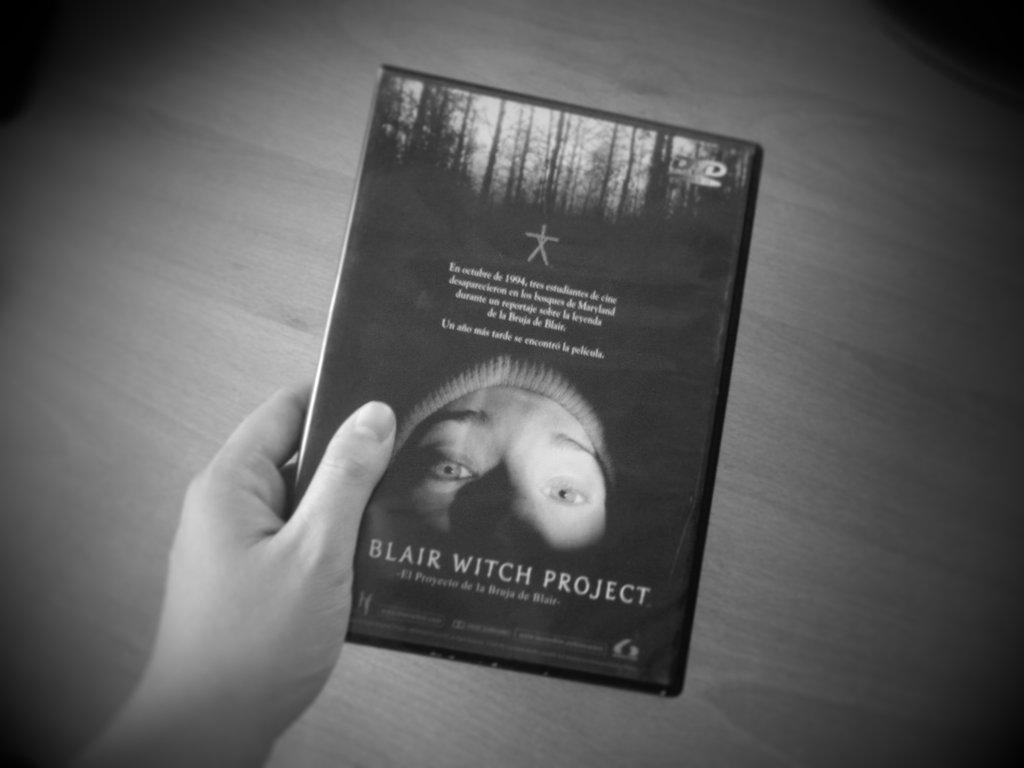 DVD
En octubre de 1994, tres estudiantes de cine
desaparecieron en los bosques de Maryland
durante un reportaje sobre la leyenda
de la Bruja de Blair.
Un año más tarde se encontró la película.
BLAIR WITCH PROJECT
-El Proyecto de la Bruja de Blair-